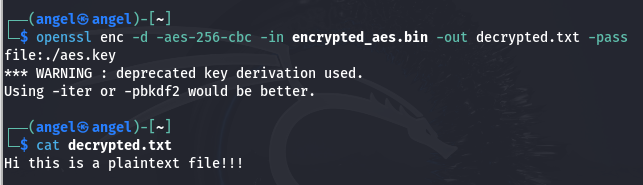 ┌──(angel㉿angel)-[~]
└─$ openssl enc -d -aes-256-cbc -in encrypted_aes.bin -out decrypted.txt -pass
file:./aes.key
*** WARNING : deprecated key derivation used.
Using -iter or -pbkdf2 would be better.
┌──(angel㉿angel)-[~]
└─$ cat decrypted.txt
Hi this is a plaintext file!!!